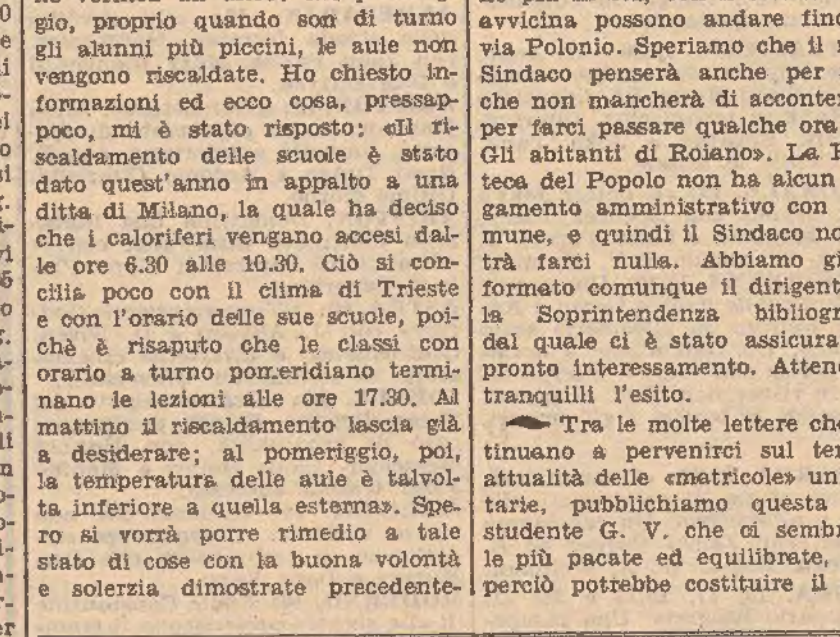 gio, proprio quando son di turno
gli alunni più piccini, le aule non
vengono riscaldate. Ho chiesto in-
formazioni ed ecco cosa, pressap-
poco, mi è stato risposto: «Il ri-
scaldamento delle scuole è stato
dato quest'anno in appalto a una
ditta di Milano, la quale ha deciso
che i caloriferi vengano accesi dal-
le ore 6.30 alle 10.30. Ciò si con-
cilia poco con il clima di Trieste
e con l'orario delle sue scuole, poi-
chè è risaputo che le classi con
orario a turno pomeridiano termi-
nano le lezioni alle ore 17.30. Al
mattino il riscaldamento lascia già
a desiderare; al pomeriggio, poi,
la temperatura delle aule è talvol-
ta inferiore a quella esterna». Spe-
ro si vorrà porre rimedio a tale
stato di cose con la buona volontà
e solerzia dimostrate precedente-
avvicina possono andare fino
via Polonio. Speriamo che il
Sindaco penserà anche per
che non mancherà di acconte
per farci passare qualche ora
Gli abitanti di Roiano». La
teca del Popolo non ha alcun
gamento amministrativo con
mune, e quindi il Sindaco no
trà farci nulla. Abbiamo gi
formato comunque il dirigent
la Soprintendenza bibliogr
dal quale ci è stato assicura
pronto interessamento. Atten
tranquilli l'esito.
Tra le molte lettere che
tinuano a pervenirci sul te
attualità delle «matricole» un
tarie, pubblichiamo questa
studente G. V. che ci sembr
le più pacate ed equilibrate,
perciò potrebbe costituire il